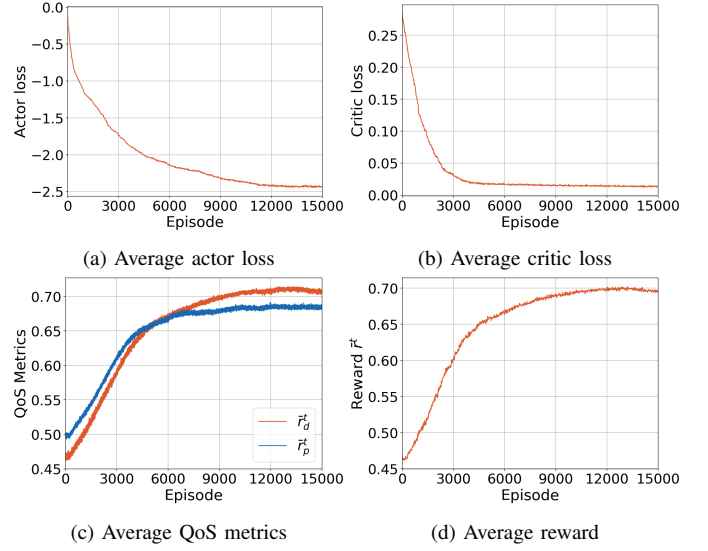 0.0
−0.5
−1.0
−1.5
−2.0
−2.5
Actor loss
0 3000 6000 9000 12000 15000
Episode
(a) Average actor loss
0.25
0.20
0.15
0.10
0.05
0.00
Critic loss
0 3000 6000 9000 12000 15000
Episode
(b) Average critic loss
0.70
0.65
0.60
0.55
0.50
0.45
QoS Metrics
r̄ᵗ_d
r̄ᵗ_p
0 3000 6000 9000 12000 15000
Episode
(c) Average QoS metrics
0.70
0.65
0.60
0.55
0.50
0.45
Reward r̄ᵗ
0 3000 6000 9000 12000 15000
Episode
(d) Average reward